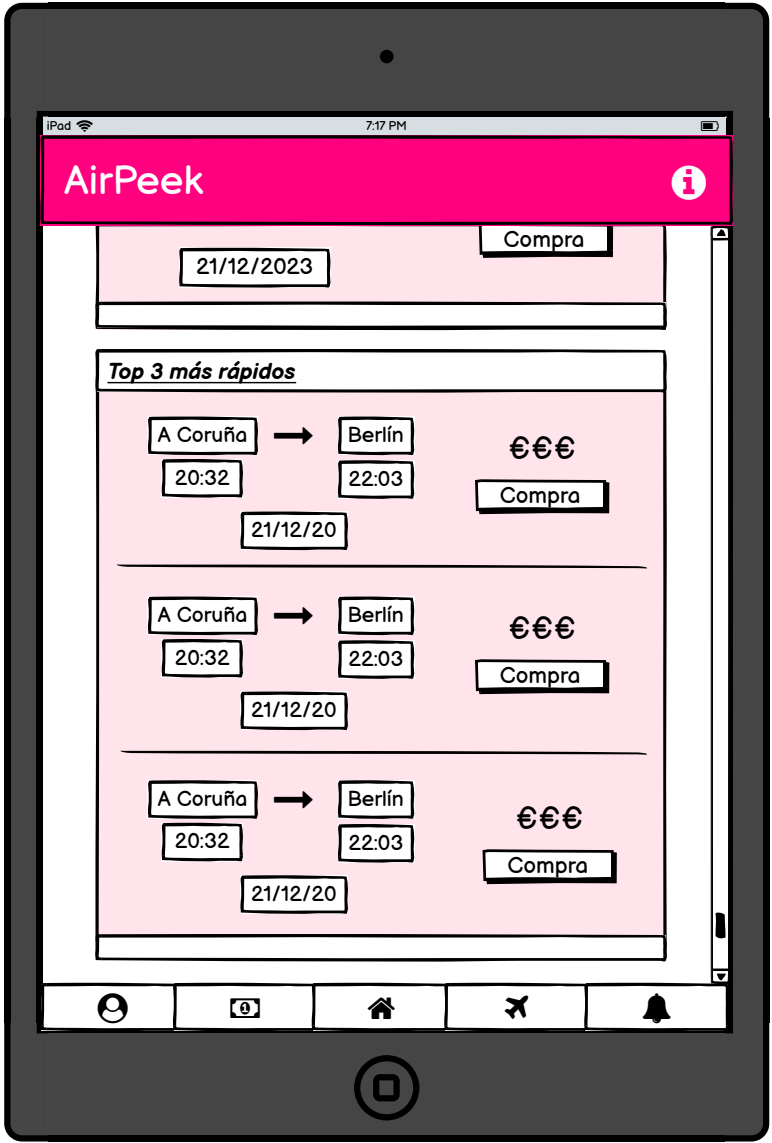 iPad 7:17 PM
AirPeek
Compra
21/12/2023
Top 3 más rápidos
A Coruña Berlín
€€€
20:32 22:03
Compra
21/12/20
A Coruña Berlín
€€€
20:32 22:03
Compra
21/12/20
A Coruña Berlín
€€€
20:32 22:03
Compra
21/12/20